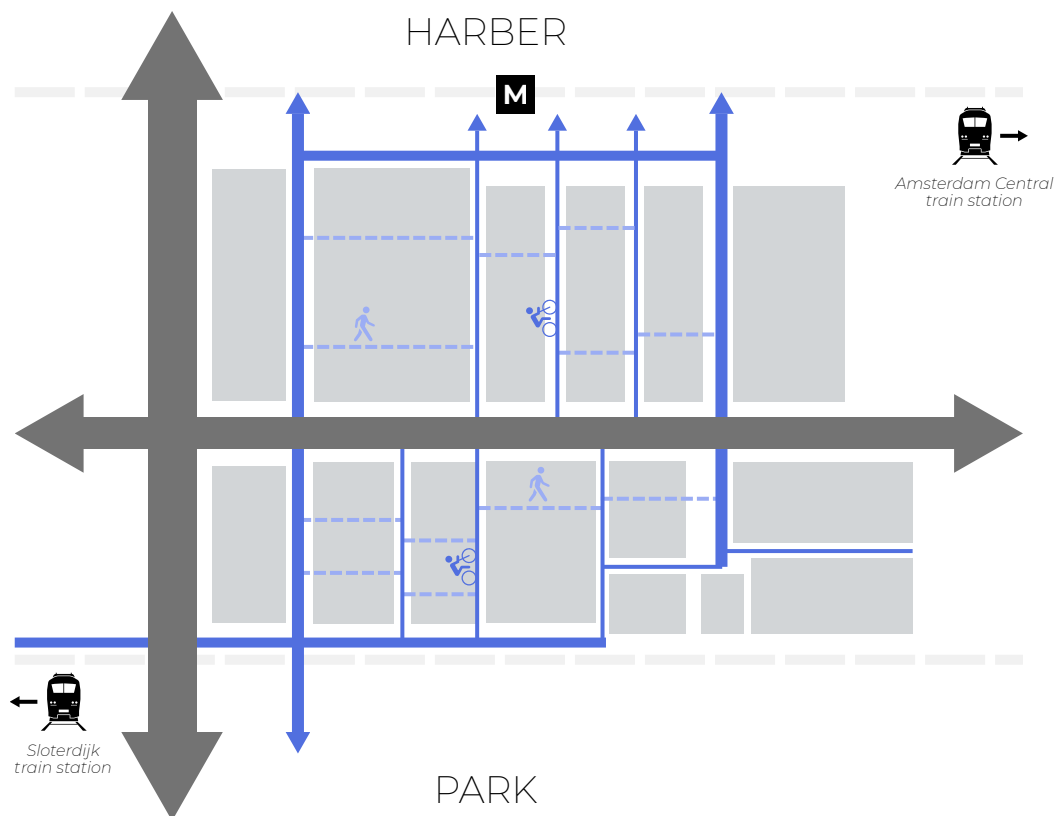 HARBER
M
Amsterdam Central
train station
Sloterdijk
train station
PARK